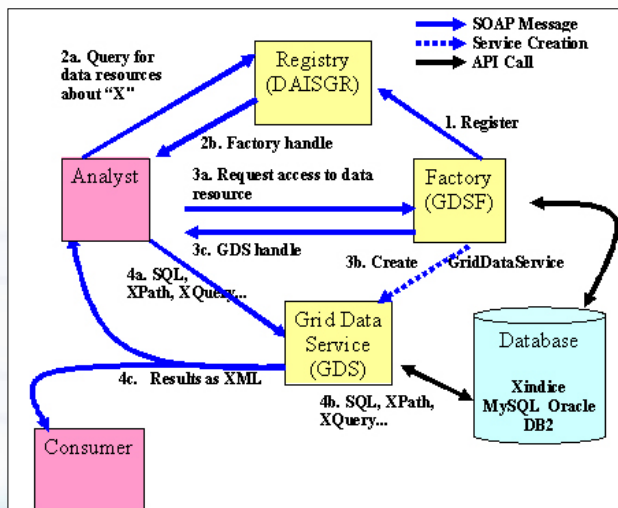 SOAP Message
Service Creation
API Call
2a. Query for
data resources
about "X"
Registry
(DAISGR)
1. Register
2b. Factory handle
Analyst
3a. Request access to data
resource
Factory
(GDSF)
3c. GDS handle
3b. Create GridDataService
4a. SQL,
XPath, XQuery...
Grid Data
Service
(GDS)
Database
Xindice
MySQL Oracle
DB2
4c. Results as XML
4b. SQL, XPath,
XQuery...
Consumer